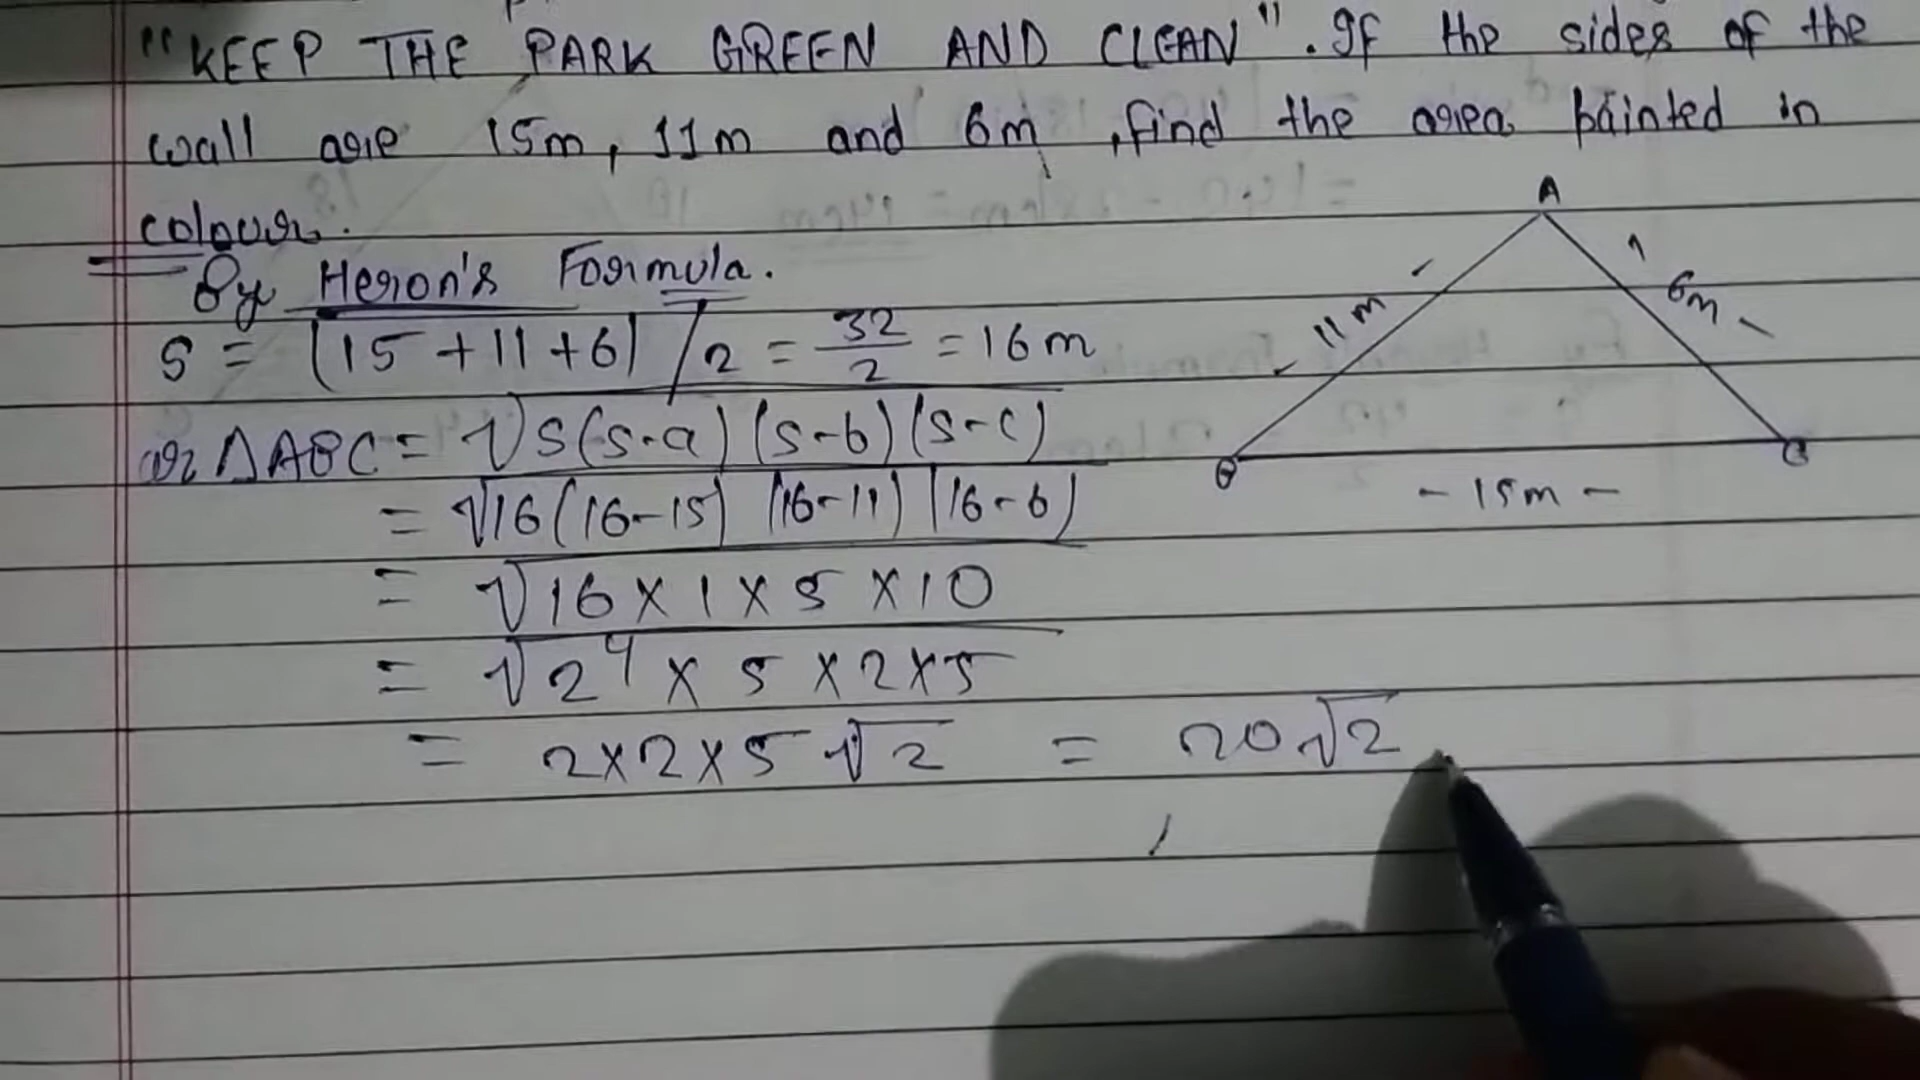 "KEEP THE PARK GREEN AND CLEAN". If the sides of the
wall are 15m, 11m and 6m, find the area painted in
colour.
By Heron's Formula.
S = (15+11+6)/2 = 32/2 = 16m
ar △ABC = √S(S-a)(S-b)(S-c)
= √16(16-15)(16-11)(16-6)
= √16×1×5×10
= √2⁴×5×2×5
= 2×2×5√2 = 20√2
A
11m
6m
B
C
-15m-